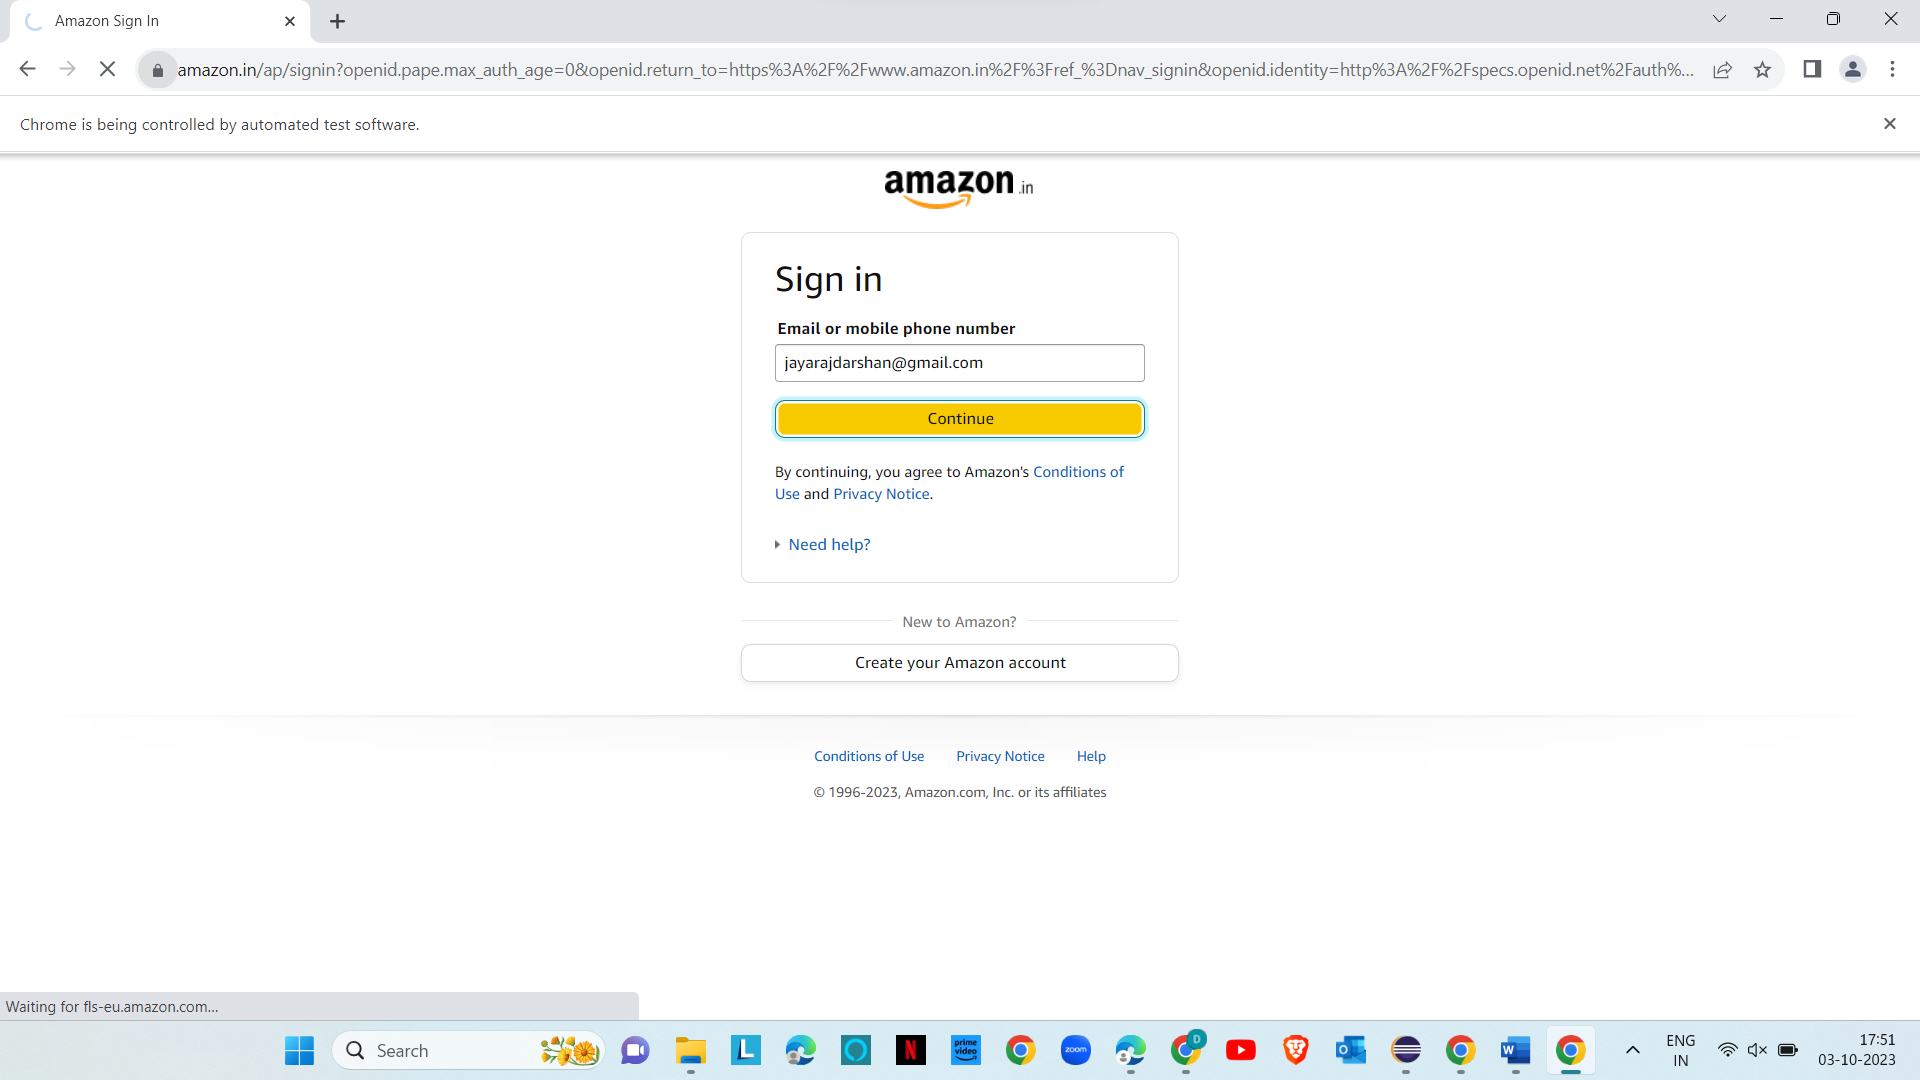 Amazon Sign In
amazon.in/ap/signin?openid.pape.max_auth_age=0&openid.return_to=https%3A%2F%2Fwww.amazon.in%2F%3Fref_%3Dnav_signin&openid.identity=http%3A%2F%2Fspecs.openid.net%2Fauth%...
Chrome is being controlled by automated test software.
amazon.in
Sign in
Email or mobile phone number
jayarajdarshan@gmail.com
Continue
By continuing, you agree to Amazon's Conditions of
Use and Privacy Notice.
Need help?
New to Amazon?
Create your Amazon account
Conditions of Use Privacy Notice Help
© 1996-2023, Amazon.com, Inc. or its affiliates
Waiting for fls-eu.amazon.com...
Search
L
N
prime
video
zoom
D
W
ENG
IN
17:51
03-10-2023